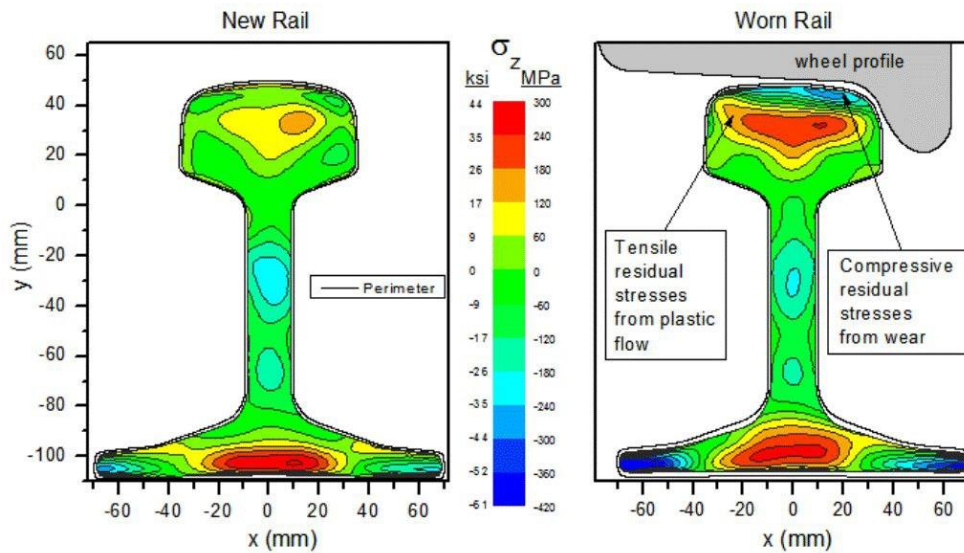 New Rail
Worn Rail
σz
ksi MPa
44 300
35 240
26 180
17 120
9 60
0 0
-9 -60
-17 -120
-26 -180
-35 -240
-44 -300
-52 -360
-61 -420
y (mm)
60
40
20
0
-20
-40
-60
-80
-100
-60 -40 -20 0 20 40 60
x (mm)
Perimeter
wheel profile
Tensile
residual
stresses
from plastic
flow
Compressive
residual
stresses
from wear
-60 -40 -20 0 20 40 60
x (mm)